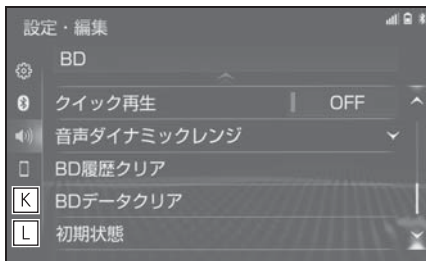 設定・編集
BD
クイック再生 OFF
音声ダイナミックレンジ
BD履歴クリア
K BDデータクリア
L 初期状態